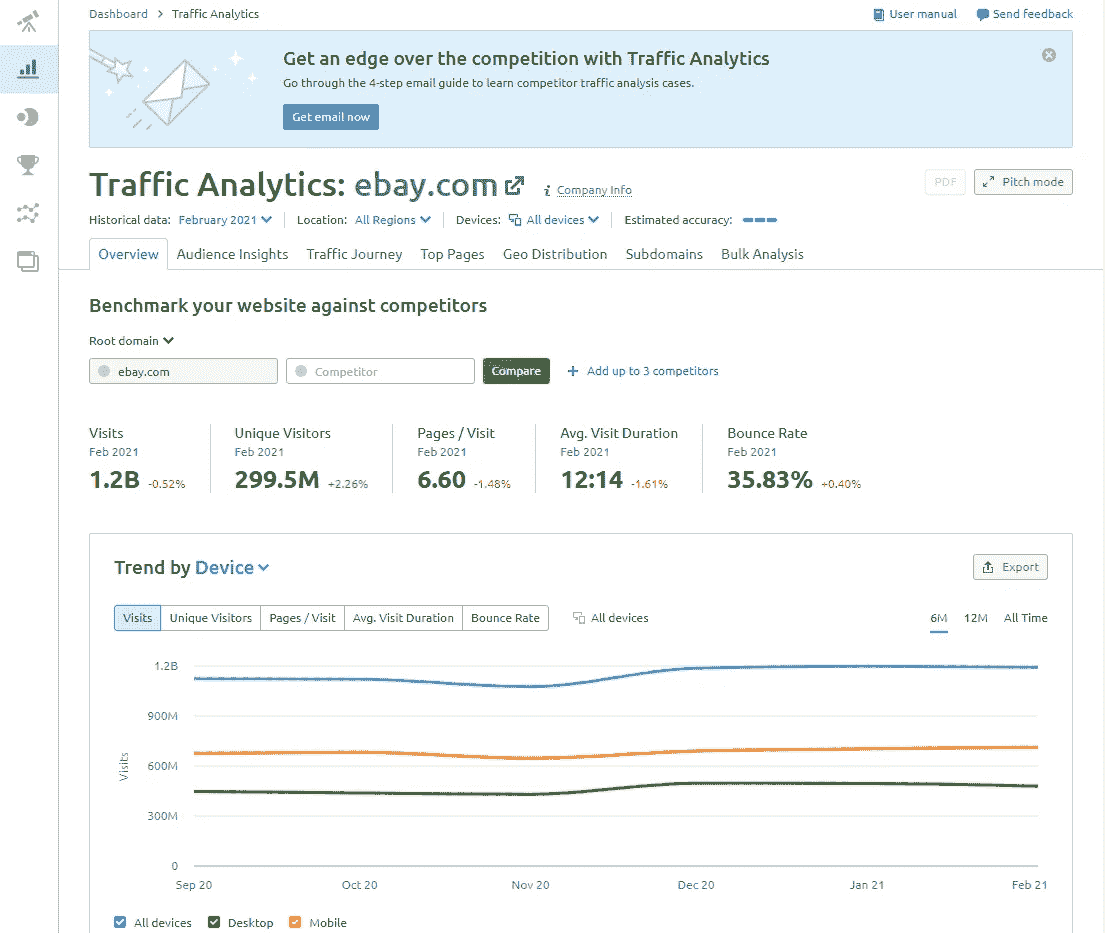 Dashboard > Traffic Analytics
User manual
Send feedback
Get an edge over the competition with Traffic Analytics
Go through the 4-step email guide to learn competitor traffic analysis cases.
Get email now
Traffic Analytics: ebay.com
i Company Info
PDF
Pitch mode
Historical data: February 2021
Location: All Regions
Devices: All devices
Estimated accuracy:
Overview
Audience Insights
Traffic Journey
Top Pages
Geo Distribution
Subdomains
Bulk Analysis
Benchmark your website against competitors
Root domain
ebay.com
Competitor
Compare
+ Add up to 3 competitors
Visits
Feb 2021
1.2B -0.52%
Unique Visitors
Feb 2021
299.5M +2.26%
Pages / Visit
Feb 2021
6.60 -1.48%
Avg. Visit Duration
Feb 2021
12:14 -1.61%
Bounce Rate
Feb 2021
35.83% +0.40%
Trend by Device
Export
Visits
Unique Visitors
Pages / Visit
Avg. Visit Duration
Bounce Rate
All devices
6M 12M All Time
1.2B
900M
600M
300M
0
Visits
Sep 20
Oct 20
Nov 20
Dec 20
Jan 21
Feb 21
All devices
Desktop
Mobile